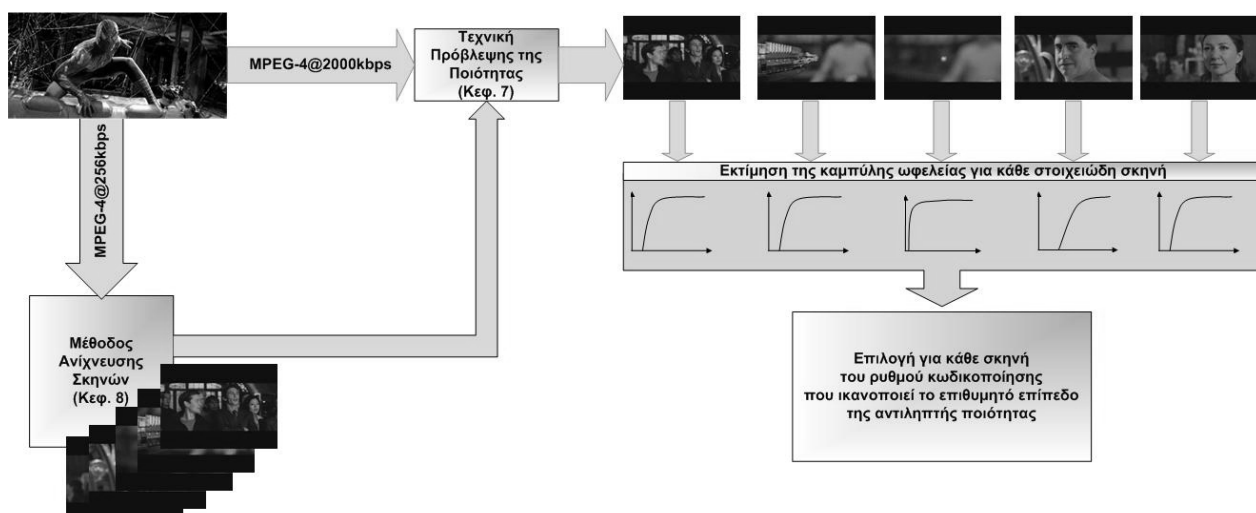 MPEG-4@2000kbps
Τεχνική
Πρόβλεψης της
Ποιότητας
(Κεφ. 7)
MPEG-4@256kbps
Εκτίμηση της καμπύλης ωφελείας για κάθε στοιχειώδη σκηνή
Μέθοδος
Ανίχνευσης
Σκηνών
(Κεφ. 8)
Επιλογή για κάθε σκηνή
του ρυθμού κωδικοποίησης
που ικανοποιεί το επιθυμητό επίπεδο
της αντιληπτής ποιότητας